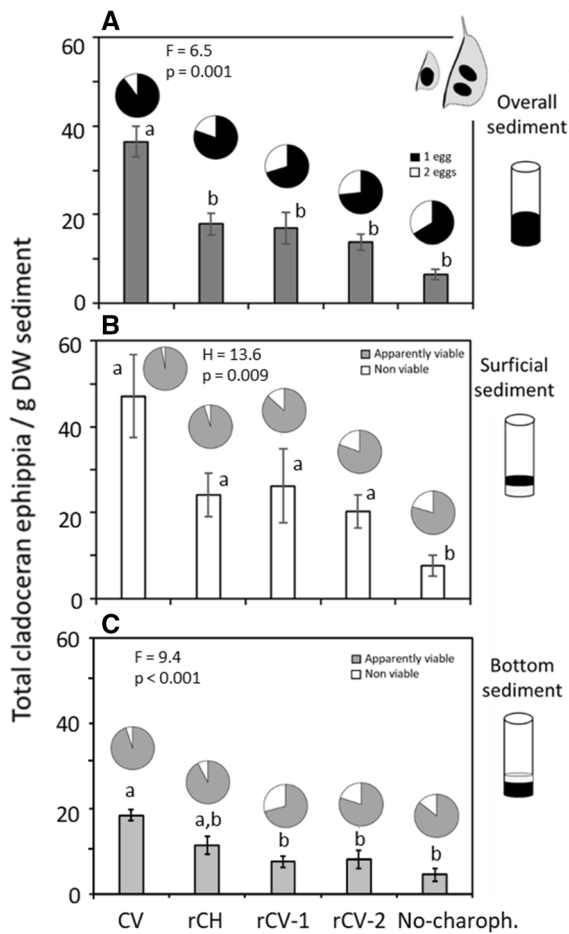 A
60
F = 6.5
p = 0.001
Overall
sediment
a
40
1 egg
2 eggs
b
b
b
20
b
0
B
60
H = 13.6
p = 0.009
Apparently viable
Non viable
Surficial
sediment
a
40
a
a
a
20
b
0
Total cladoceran ephippia / g DW sediment
C
60
F = 9.4
p < 0.001
Apparently viable
Non viable
Bottom
sediment
40
a
20
a,b
b
b
b
0
CV rCH rCV-1 rCV-2 No-charoph.